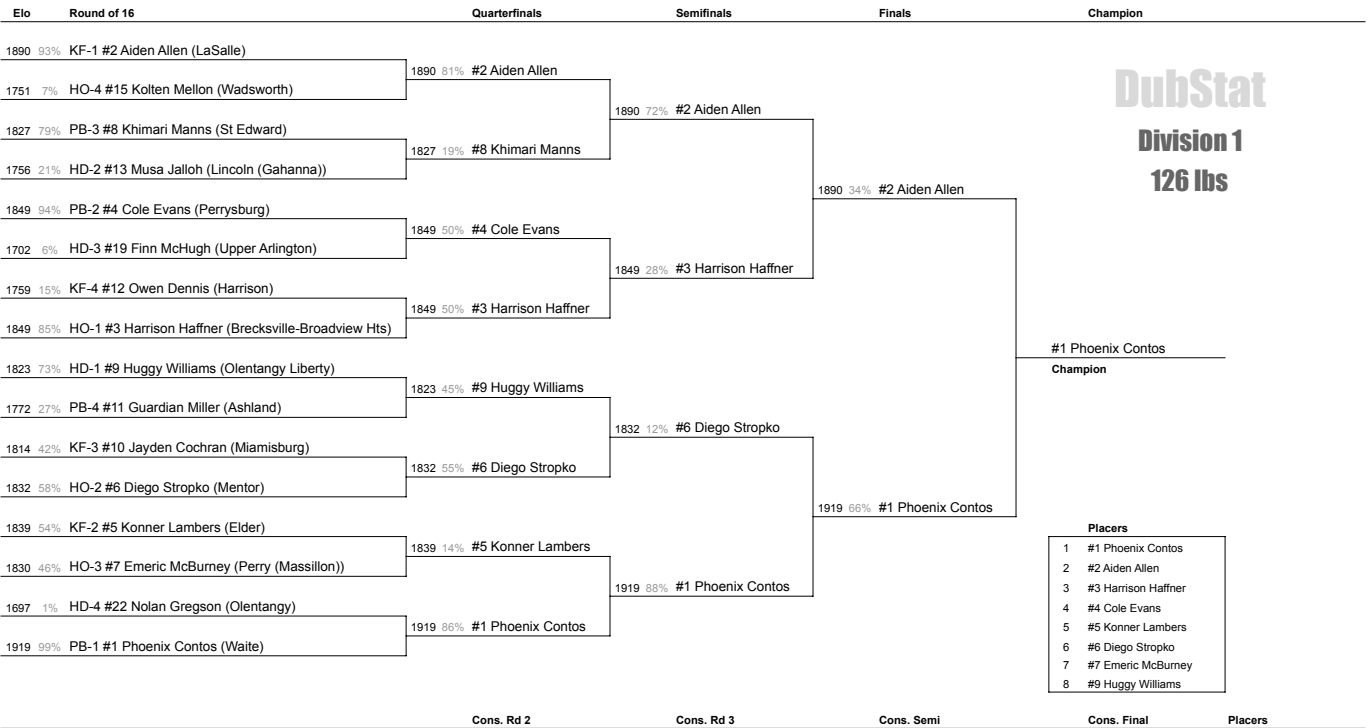 Elo Round of 16 Quarterfinals Semifinals Finals Champion
1890 93% KF-1 #2 Aiden Allen (LaSalle)
1890 81% #2 Aiden Allen
1751 7% HO-4 #15 Kolten Mellon (Wadsworth)
1890 72% #2 Aiden Allen
DubStat
1827 79% PB-3 #8 Khimari Manns (St Edward)
Division 1
1827 19% #8 Khimari Manns
1756 21% HD-2 #13 Musa Jalloh (Lincoln (Gahanna))
126 lbs
1890 34% #2 Aiden Allen
1849 94% PB-2 #4 Cole Evans (Perrysburg)
1849 50% #4 Cole Evans
1702 6% HD-3 #19 Finn McHugh (Upper Arlington)
1849 28% #3 Harrison Haffner
1759 15% KF-4 #12 Owen Dennis (Harrison)
1849 50% #3 Harrison Haffner
1849 85% HO-1 #3 Harrison Haffner (Brecksville-Broadview Hts)
#1 Phoenix Contos
Champion
1823 73% HD-1 #9 Huggy Williams (Olentangy Liberty)
1823 45% #9 Huggy Williams
1772 27% PB-4 #11 Guardian Miller (Ashland)
1832 12% #6 Diego Stropko
1814 42% KF-3 #10 Jayden Cochran (Miamisburg)
1832 55% #6 Diego Stropko
1832 58% HO-2 #6 Diego Stropko (Mentor)
1919 66% #1 Phoenix Contos
1839 54% KF-2 #5 Konner Lambers (Elder)
1839 14% #5 Konner Lambers
1830 46% HO-3 #7 Emeric McBurney (Perry (Massillon))
1919 88% #1 Phoenix Contos
1697 1% HD-4 #22 Nolan Gregson (Olentangy)
1919 86% #1 Phoenix Contos
1919 99% PB-1 #1 Phoenix Contos (Waite)
Placers
1 #1 Phoenix Contos
2 #2 Aiden Allen
3 #3 Harrison Haffner
4 #4 Cole Evans
5 #5 Konner Lambers
6 #6 Diego Stropko
7 #7 Emeric McBurney
8 #9 Huggy Williams
Cons. Rd 2 Cons. Rd 3 Cons. Semi Cons. Final Placers